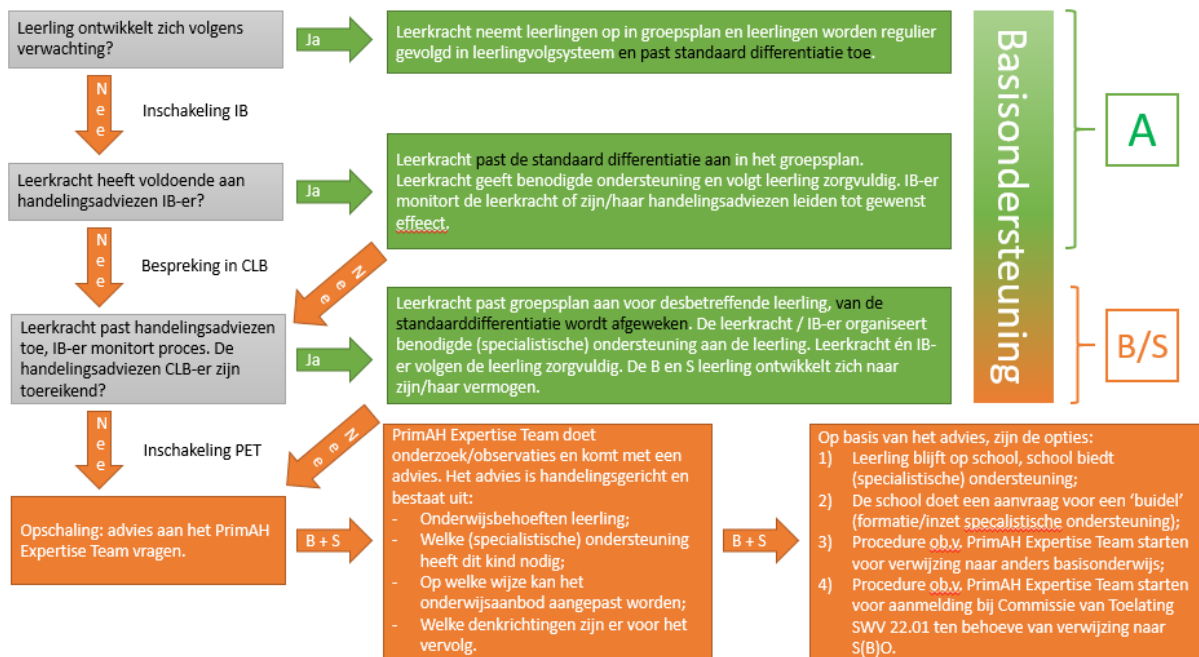 Leerling ontwikkelt zich volgens
verwachting?
Ja
Leerkracht neemt leerlingen op in groepsplan en leerlingen worden regulier
gevolgd in leerlingvolgsysteem en past standaard differentiatie toe.
Nee
Inschakeling IB
Leerkracht heeft voldoende aan
handelingsadviezen IB-er?
Ja
Leerkracht past de standaard differentiatie aan in het groepsplan.
Leerkracht geeft benodigde ondersteuning en volgt leerling zorgvuldig. IB-er
monitort de leerkracht of zijn/haar handelingsadviezen leiden tot gewenst
effeect.
Nee
Bespreking in CLB
Nee
Leerkracht past handelingsadviezen
toe, IB-er monitort proces. De
handelingsadviezen CLB-er zijn
toereikend?
Ja
Leerkracht past groepsplan aan voor desbetreffende leerling, van de
standaarddifferentiatie wordt afgeweken. De leerkracht / IB-er organiseert
benodigde (specialistische) ondersteuning aan de leerling. Leerkracht én IB-
er volgen de leerling zorgvuldig. De B en S leerling ontwikkelt zich naar
zijn/haar vermogen.
Basisondersteuning
A
B/S
Nee
Inschakeling PET
Nee
Opschaling: advies aan het PrimAH
Expertise Team vragen.
B + S
PrimAH Expertise Team doet
onderzoek/observaties en komt met een
advies. Het advies is handelingsgericht en
bestaat uit:
- Onderwijsbehoeften leerling;
- Welke (specialistische) ondersteuning
heeft dit kind nodig;
- Op welke wijze kan het
onderwijsaanbod aangepast worden;
- Welke denkrichtingen zijn er voor het
vervolg.
B + S
Op basis van het advies, zijn de opties:
1) Leerling blijft op school, school biedt
(specialistische) ondersteuning;
2) De school doet een aanvraag voor een ‘buidel’
(formatie/inzet specalistische ondersteuning);
3) Procedure ob.v. PrimAH Expertise Team starten
voor verwijzing naar anders basisonderwijs;
4) Procedure ob.v. PrimAH Expertise Team starten
voor aanmelding bij Commissie van Toelating
SWV 22.01 ten behoeve van verwijzing naar
S(B)O.